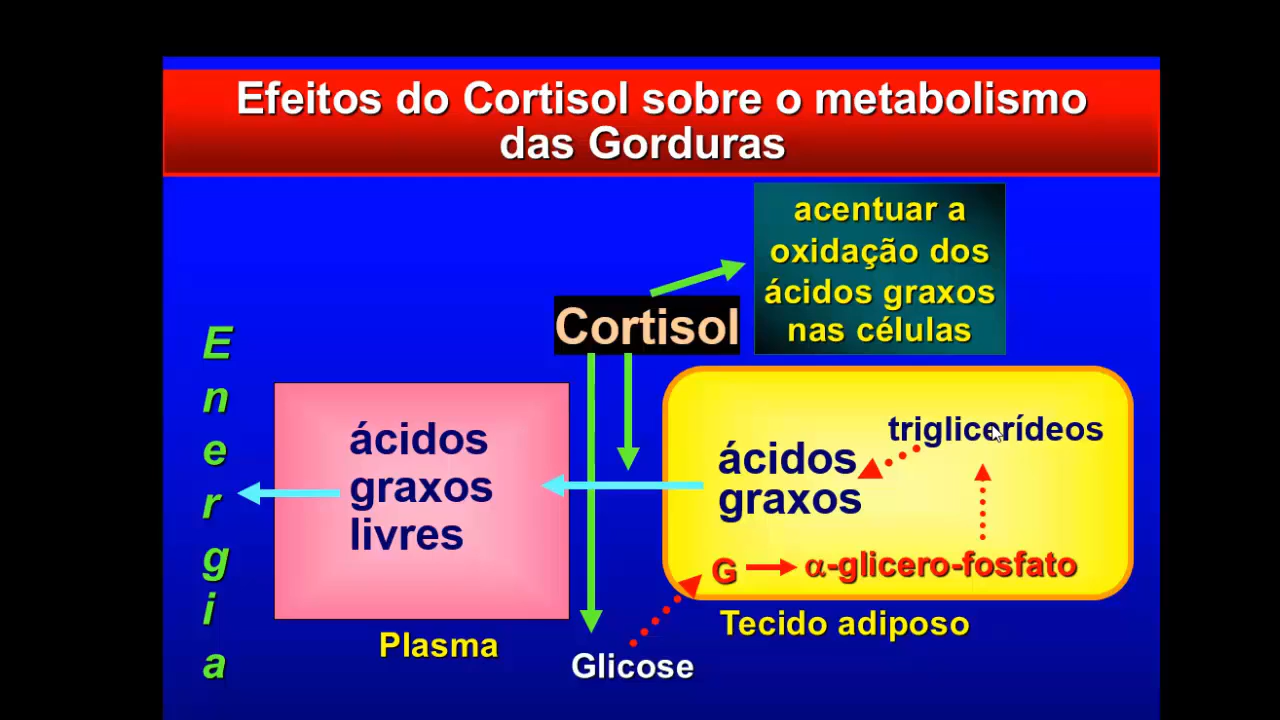 Efeitos do Cortisol sobre o metabolismo
das Gorduras
acentuar a
oxidação dos
ácidos graxos
nas células
Cortisol
E
n
e
r
g
i
a
ácidos
graxos
livres
Plasma
triglicerídeos
ácidos
graxos
G
α-glicero-fosfato
Tecido adiposo
Glicose